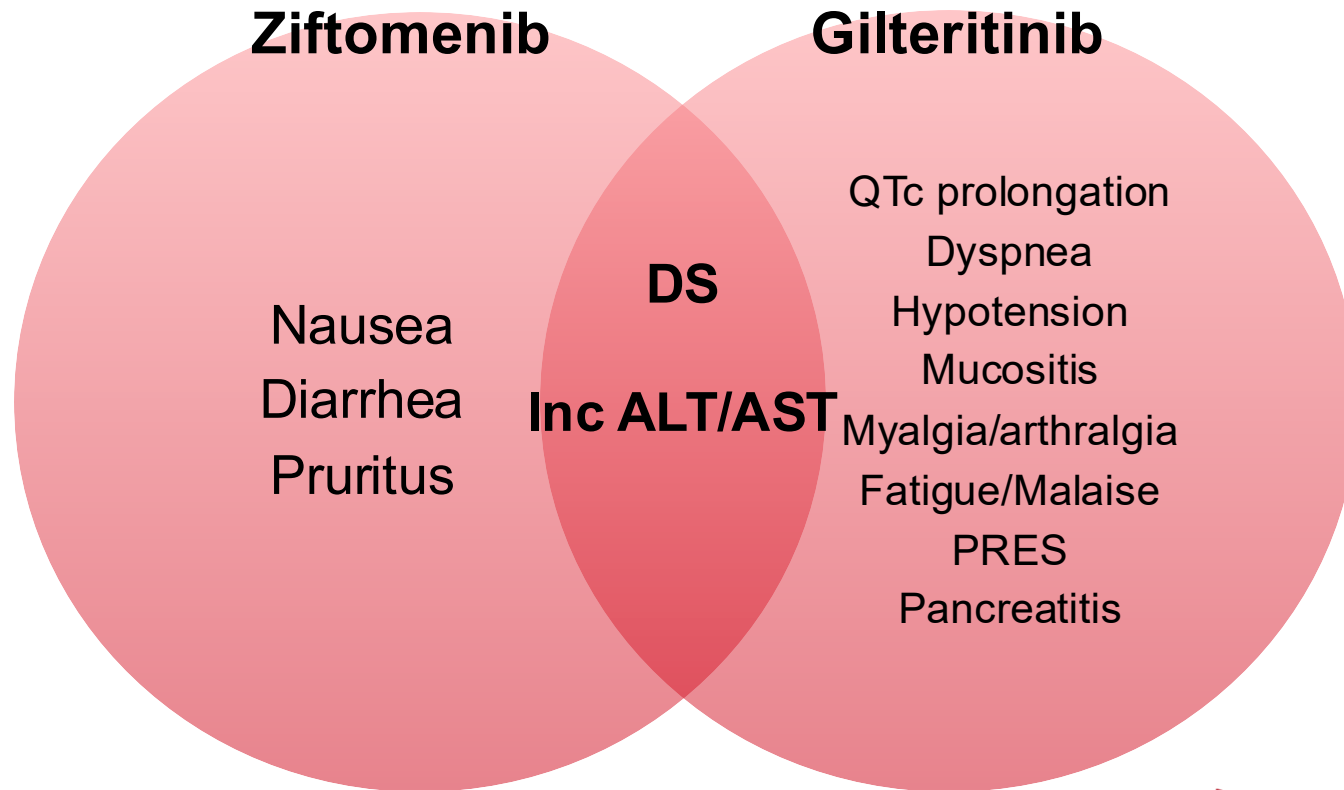 Ziftomenib
Gilteritinib
Nausea
Diarrhea
Pruritus
DS
Inc ALT/AST
QTc prolongation
Dyspnea
Hypotension
Mucositis
Myalgia/arthralgia
Fatigue/Malaise
PRES
Pancreatitis